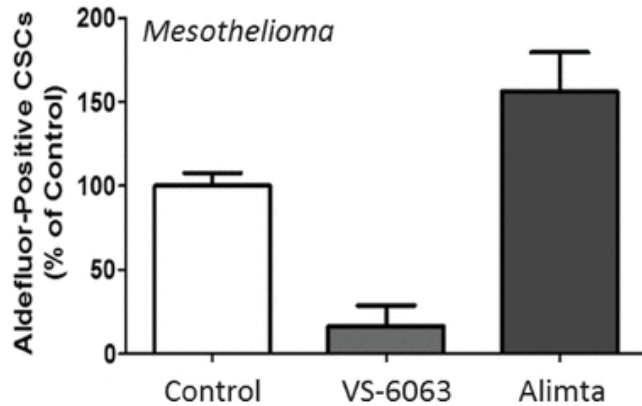 Mesothelioma
Aldefluor-Positive CSCs
(% of Control)
200
150
100
50
0
Control VS-6063 Alimta